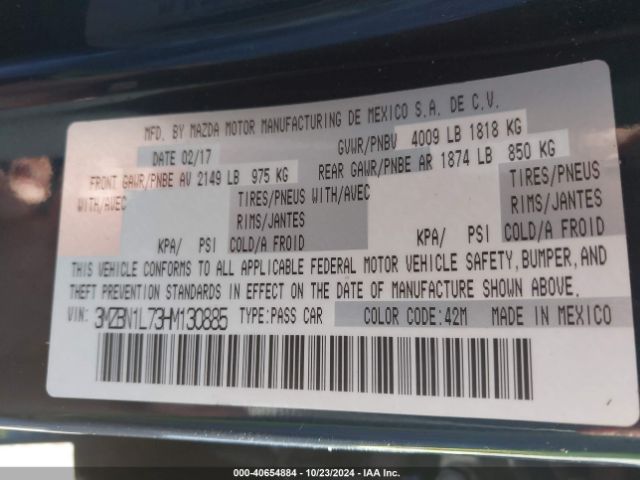 MFD. BY MAZDA MOTOR MANUFACTURING DE MEXICO S.A. DE C.V.
DATE 02/17 GVWR/PNBV 4009 LB 1818 KG
FRONT GAWR/PNBE AV 2149 LB 975 KG REAR GAWR/PNBE AR 1874 LB 850 KG
WITH/AVEC TIRES/PNEUS WITH/AVEC TIRES/PNEUS
RIMS/JANTES RIMS/JANTES
KPA/ PSI COLD/A FROID KPA/ PSI COLD/A FROID
THIS VEHICLE CONFORMS TO ALL APPLICABLE FEDERAL MOTOR VEHICLE SAFETY, BUMPER, AND
THEFT PREVENTION STANDARDS IN EFFECT ON THE DATE OF MANUFACTURE SHOWN ABOVE.
VIN: 3MZBN1L73HM130885 TYPE:PASS CAR COLOR CODE:42M MADE IN MEXICO
000-40654884 | 10/23/2024 | IAA Inc.